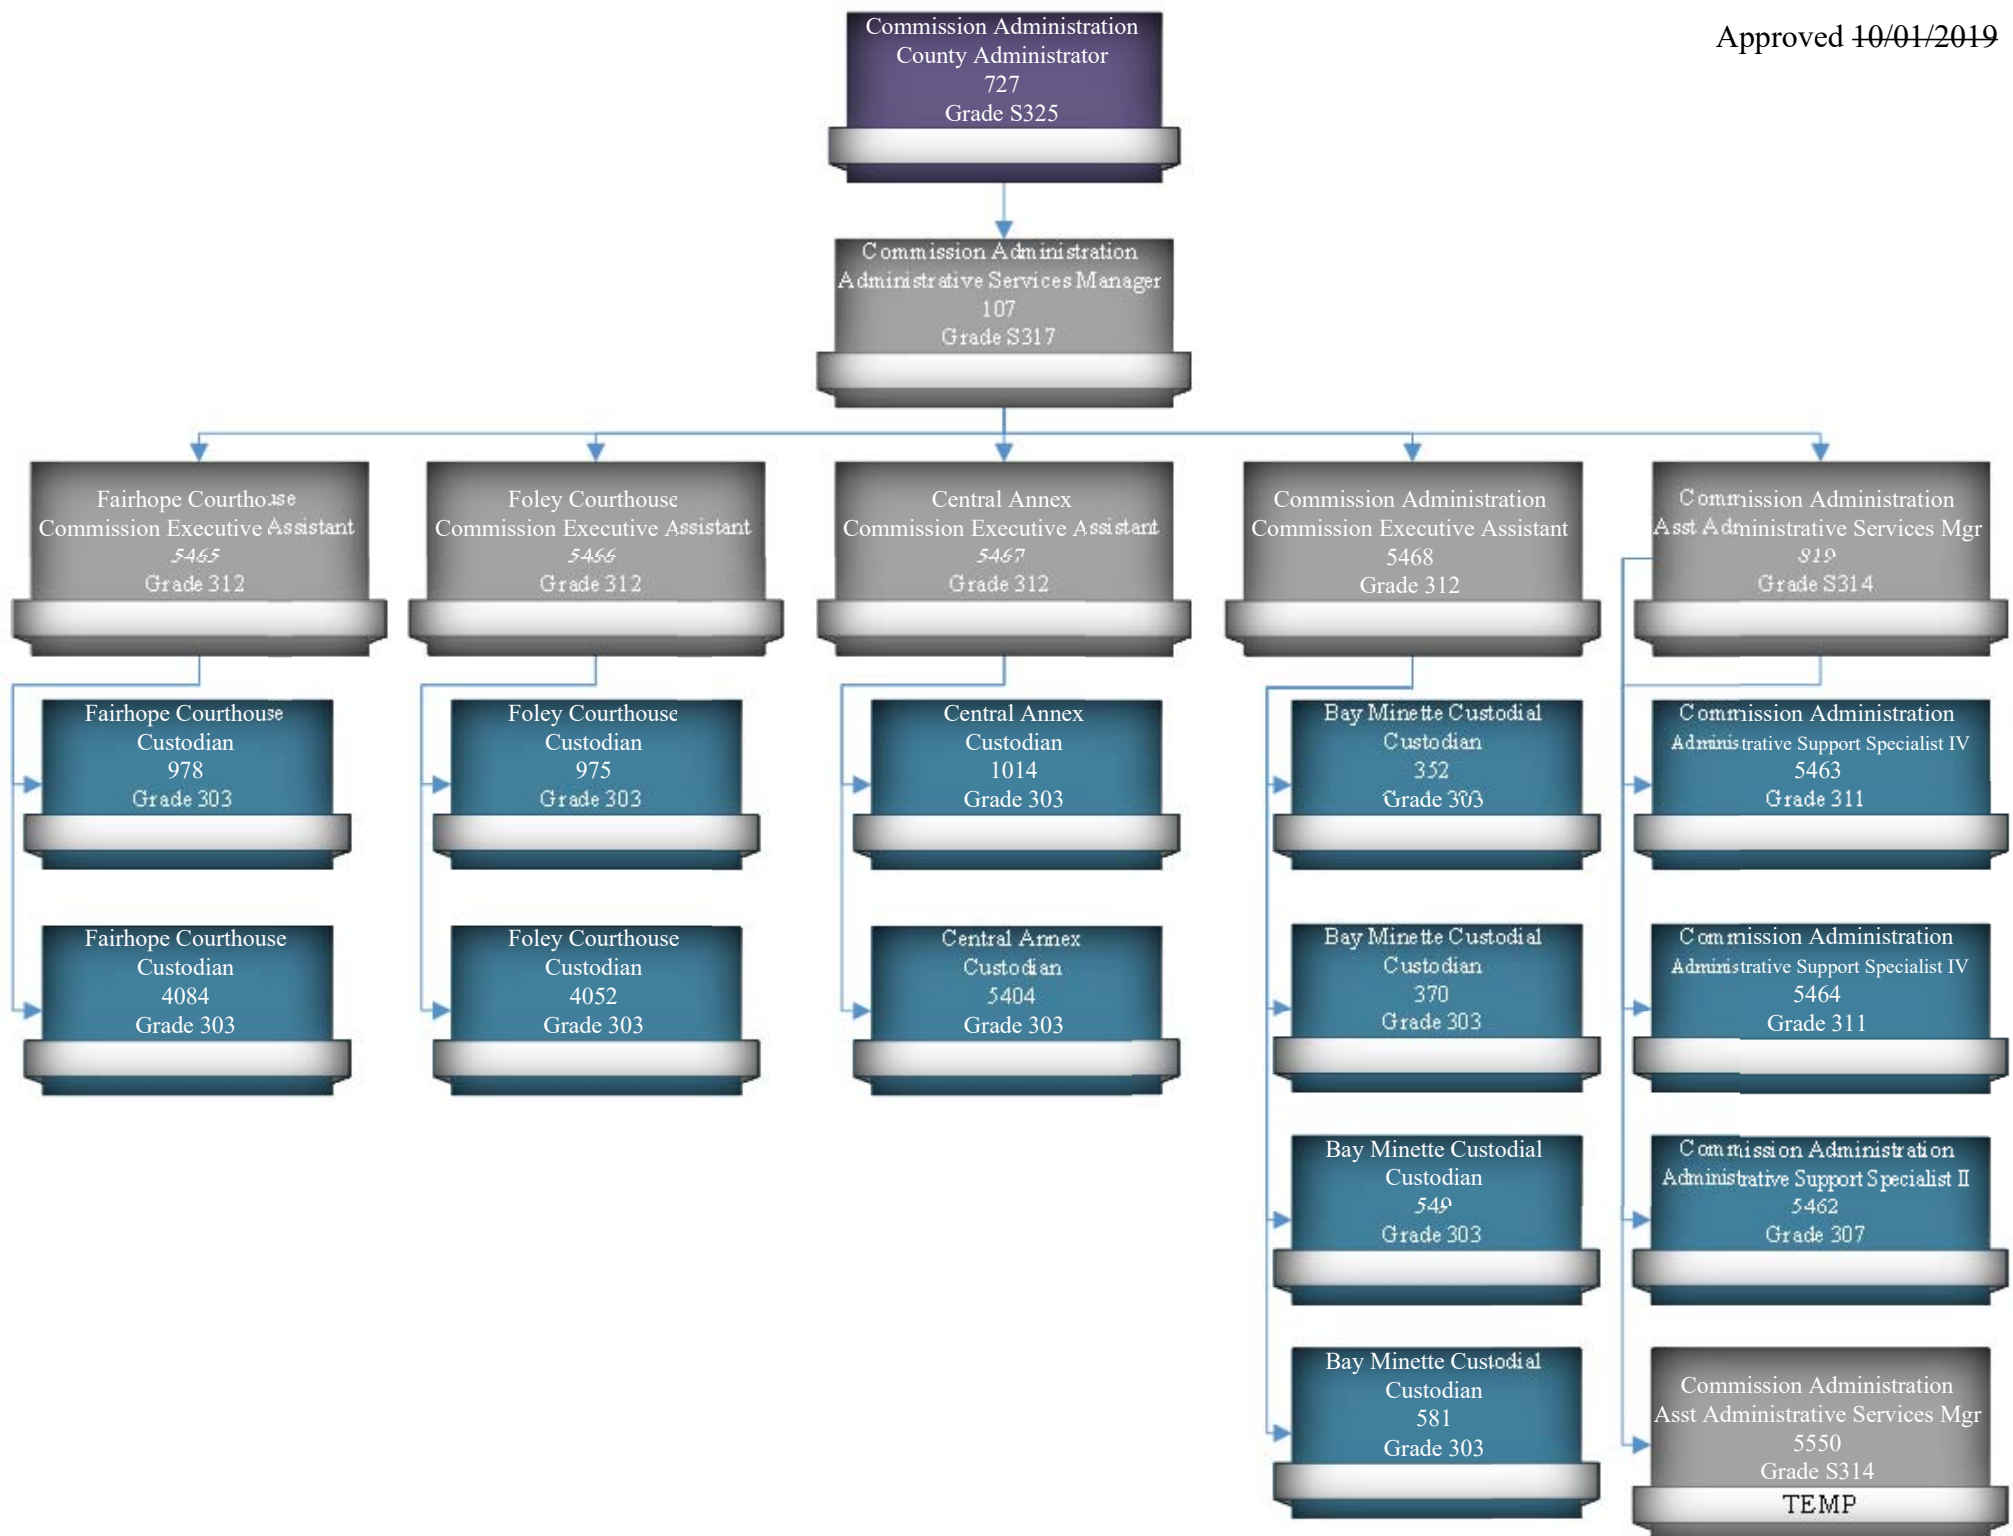 Approved 10/01/2019
Commission Administration
County Administrator
727
Grade S325
Commission Administration
Administrative Services Manager
107
Grade S317
Fairhope Courthouse
Commission Executive Assistant
5465
Grade 312
Foley Courthouse
Commission Executive Assistant
5466
Grade 312
Central Annex
Commission Executive Assistant
5467
Grade 312
Commission Administration
Commission Executive Assistant
5468
Grade 312
Commission Administration
Asst Administrative Services Mgr
819
Grade S314
Fairhope Courthouse
Custodian
978
Grade 303
Foley Courthouse
Custodian
975
Grade 303
Central Annex
Custodian
1014
Grade 303
Bay Minette Custodial
Custodian
352
Grade 303
Commission Administration
Administrative Support Specialist IV
5463
Grade 311
Fairhope Courthouse
Custodian
4084
Grade 303
Foley Courthouse
Custodian
4052
Grade 303
Central Annex
Custodian
5404
Grade 303
Bay Minette Custodial
Custodian
370
Grade 303
Commission Administration
Administrative Support Specialist IV
5464
Grade 311
Bay Minette Custodial
Custodian
549
Grade 303
Commission Administration
Administrative Support Specialist II
5462
Grade 307
Bay Minette Custodial
Custodian
581
Grade 303
Commission Administration
Asst Administrative Services Mgr
5550
Grade S314
TEMP